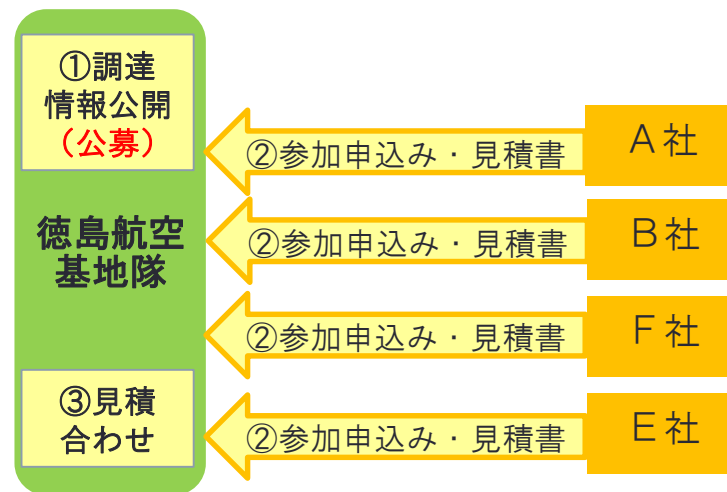 ①調達
情報公開
（公募）
徳島航空
基地隊
③見積
合わせ
②参加申込み・見積書
Ａ社
②参加申込み・見積書
Ｂ社
②参加申込み・見積書
Ｆ社
②参加申込み・見積書
Ｅ社